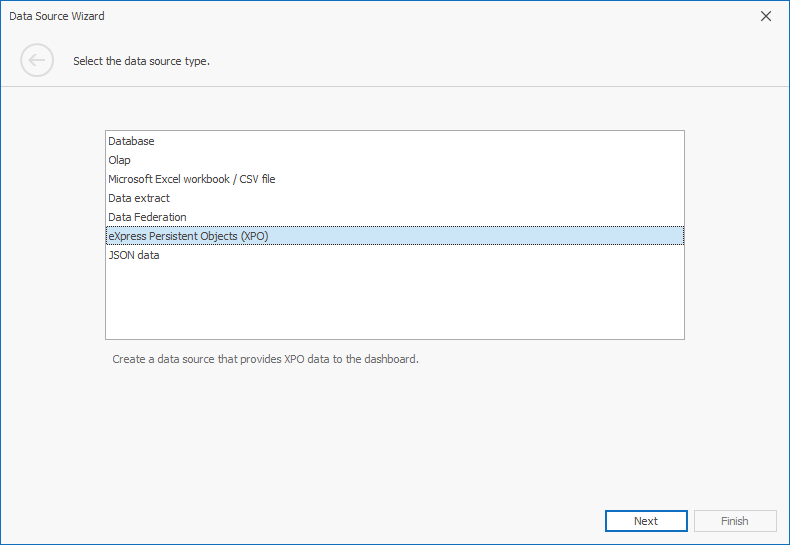 Data Source Wizard
Select the data source type.
Database
Olap
Microsoft Excel workbook / CSV file
Data extract
Data Federation
eXpress Persistent Objects (XPO)
JSON data
Create a data source that provides XPO data to the dashboard.
Next
Finish